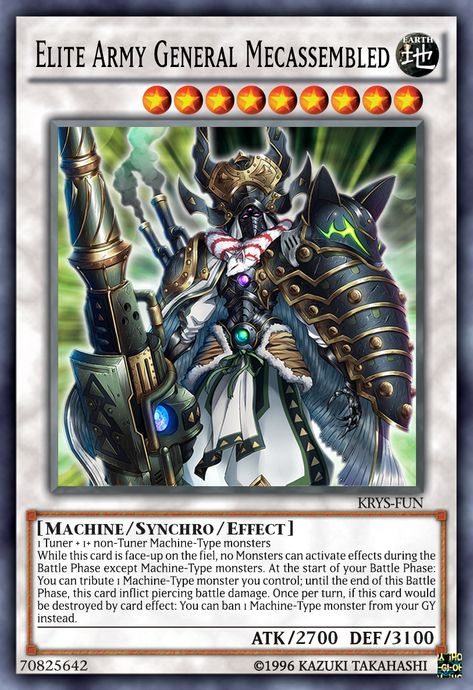 Elite Army General Mecassembled
EARTH
地
KRYS-FUN
[Machine/Synchro/Effect]
1 Tuner + 1+ non-Tuner Machine-Type monsters
While this card is face-up on the fiel, no Monsters can activate effects during the
Battle Phase except Machine-Type monsters. At the start of your Battle Phase:
You can tribute 1 Machine-Type monster you control; until the end of this Battle
Phase, this card inflict piercing battle damage. Once per turn, if this card would
be destroyed by card effect: You can ban 1 Machine-Type monster from your GY
instead.
ATK/2700 DEF/3100
70825642
©1996 KAZUKI TAKAHASHI